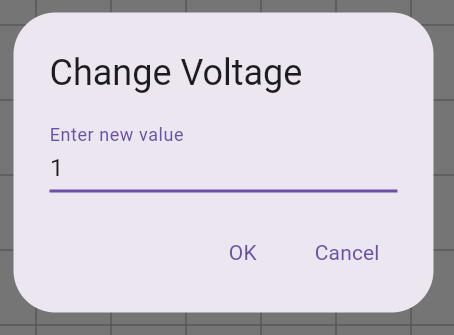 Change Voltage
Enter new value
1
OK Cancel